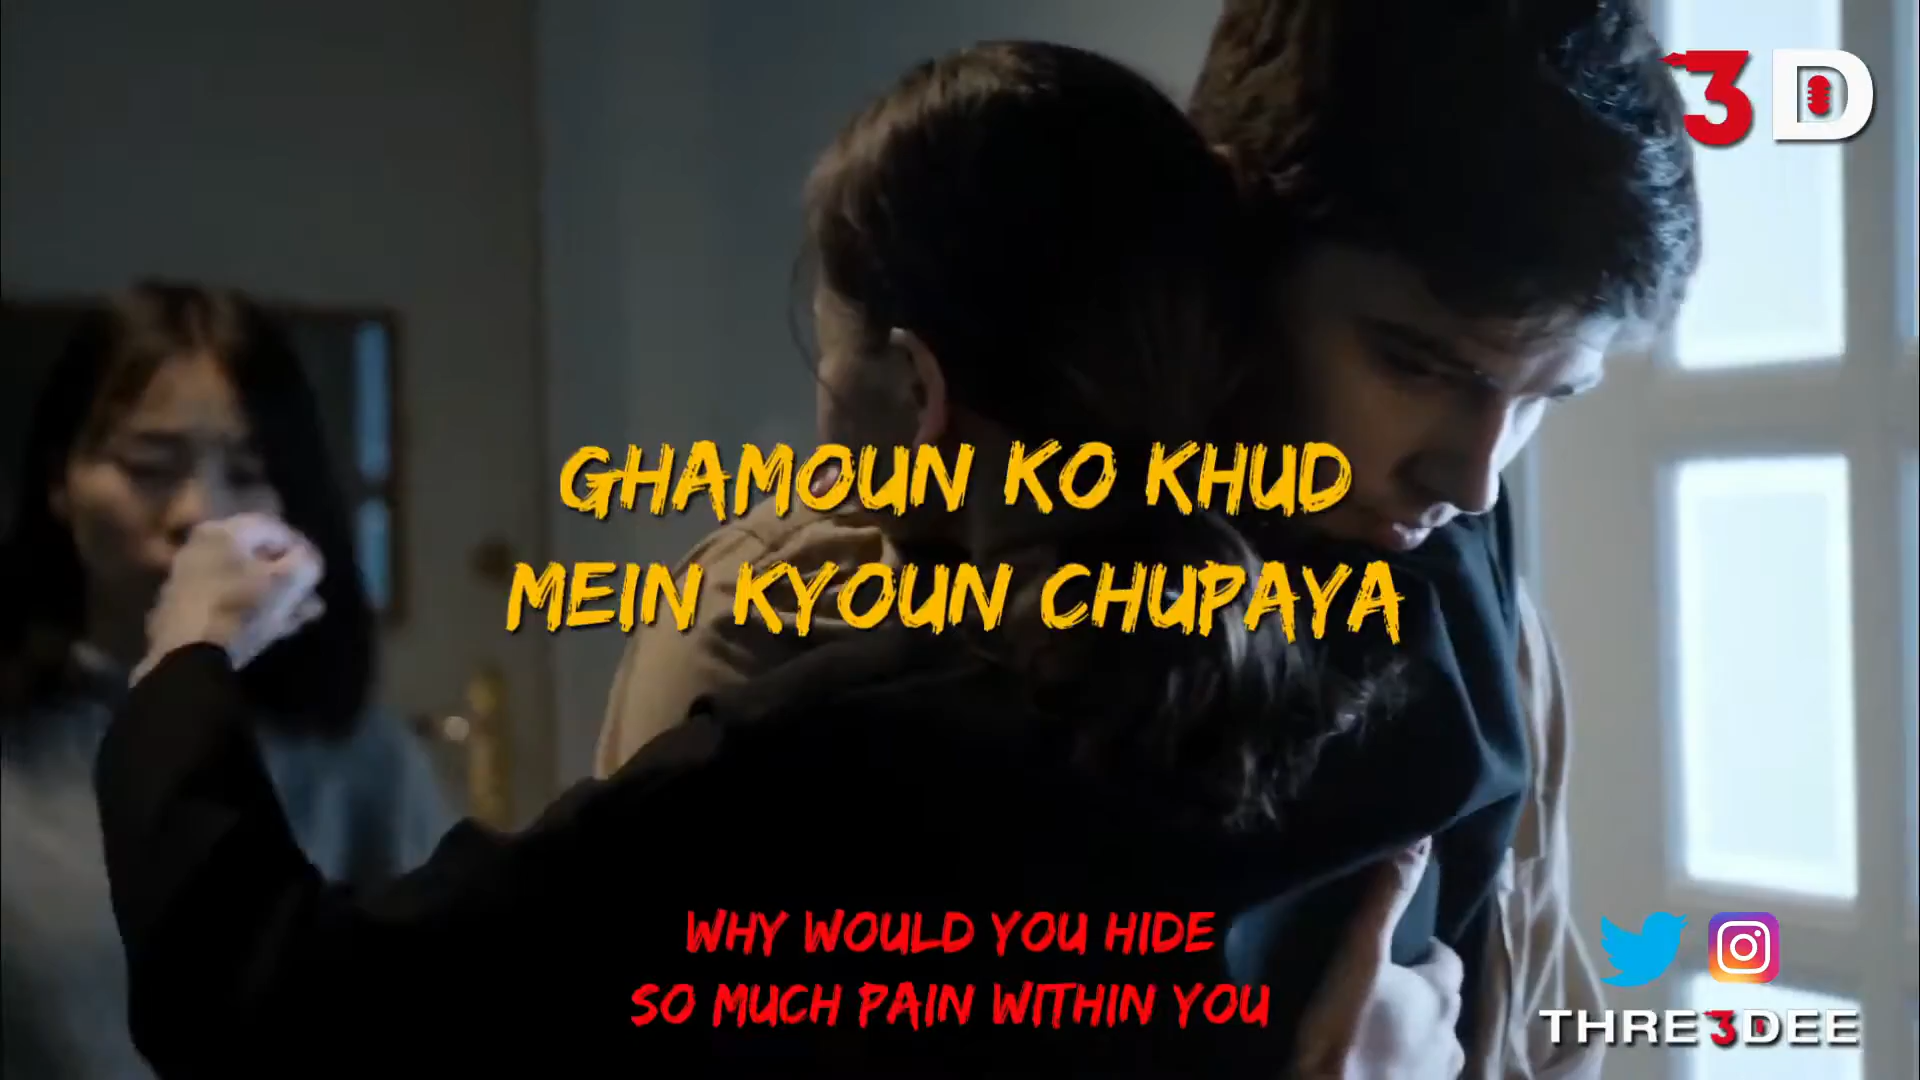 3D
GHAMOUN KO KHUD
MEIN KYOUN CHUPAYA
WHY WOULD YOU HIDE
SO MUCH PAIN WITHIN YOU
THRE3DEE